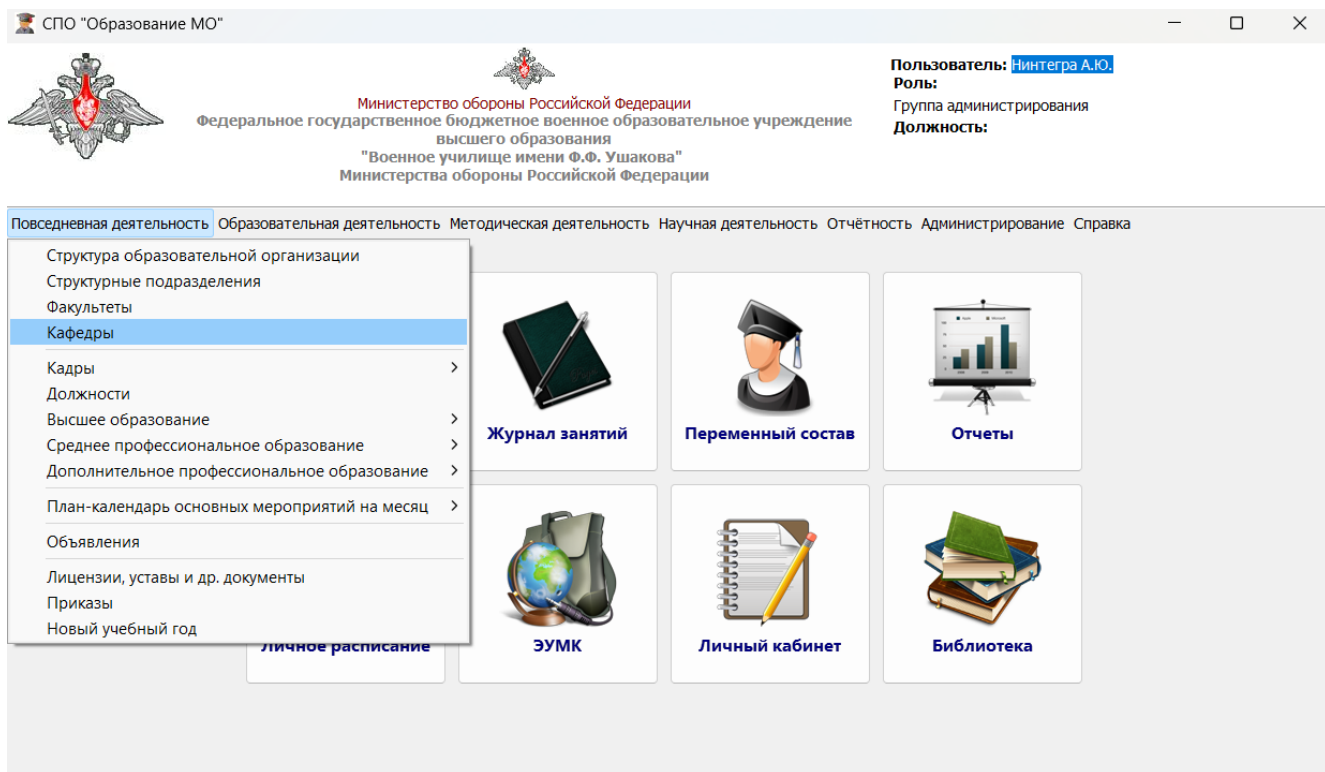 СПО "Образование МО"
Министерство обороны Российской Федерации
Федеральное государственное бюджетное военное образовательное учреждение
высшего образования
"Военное училище имени Ф.Ф. Ушакова"
Министерства обороны Российской Федерации
Пользователь: Нинтегра А.Ю.
Роль:
Группа администрирования
Должность:
Повседневная деятельность Образовательная деятельность Методическая деятельность Научная деятельность Отчётность Администрирование Справка
Структура образовательной организации
Структурные подразделения
Факультеты
Кафедры
Кадры
Должности
Высшее образование
Среднее профессиональное образование
Дополнительное профессиональное образование
План-календарь основных мероприятий на месяц
Объявления
Лицензии, уставы и др. документы
Приказы
Новый учебный год
Журнал занятий
Переменный состав
Отчеты
Личное расписание
ЭУМК
Личный кабинет
Библиотека